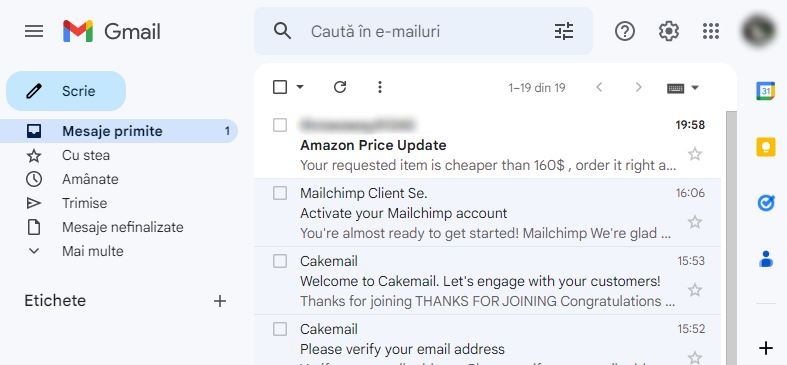 Gmail
Caută în e-mailuri
Scrie
1–19 din 19
31
Mesaje primite 1
Cu stea
Amânate
Trimise
Mesaje nefinalizate
Mai multe
Etichete
19:58
Amazon Price Update
Your requested item is cheaper than 160$ , order it right a...
Mailchimp Client Se. 16:06
Activate your Mailchimp account
You're almost ready to get started! Mailchimp We're glad ...
Cakemail 15:53
Welcome to Cakemail. Let's engage with your customers!
Thanks for joining THANKS FOR JOINING Congratulations ...
Cakemail 15:52
Please verify your email address